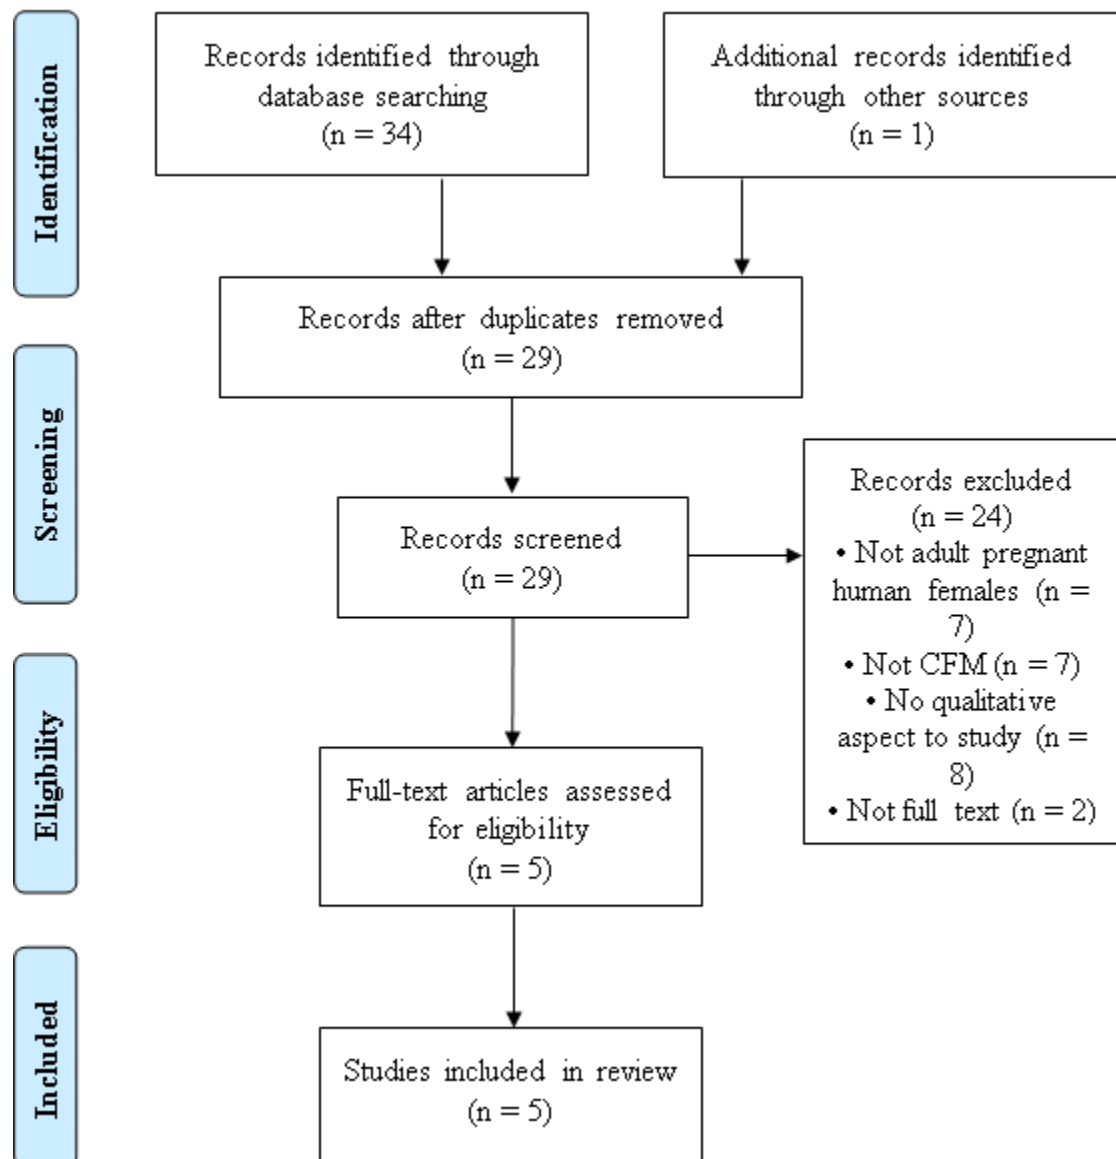 Identification
Records identified through
database searching
(n = 34)
Additional records identified
through other sources
(n = 1)
Records after duplicates removed
(n = 29)
Screening
Records screened
(n = 29)
Records excluded
(n = 24)
• Not adult pregnant
human females (n =
7)
• Not CFM (n = 7)
• No qualitative
aspect to study (n =
8)
• Not full text (n = 2)
Eligibility
Full-text articles assessed
for eligibility
(n = 5)
Included
Studies included in review
(n = 5)